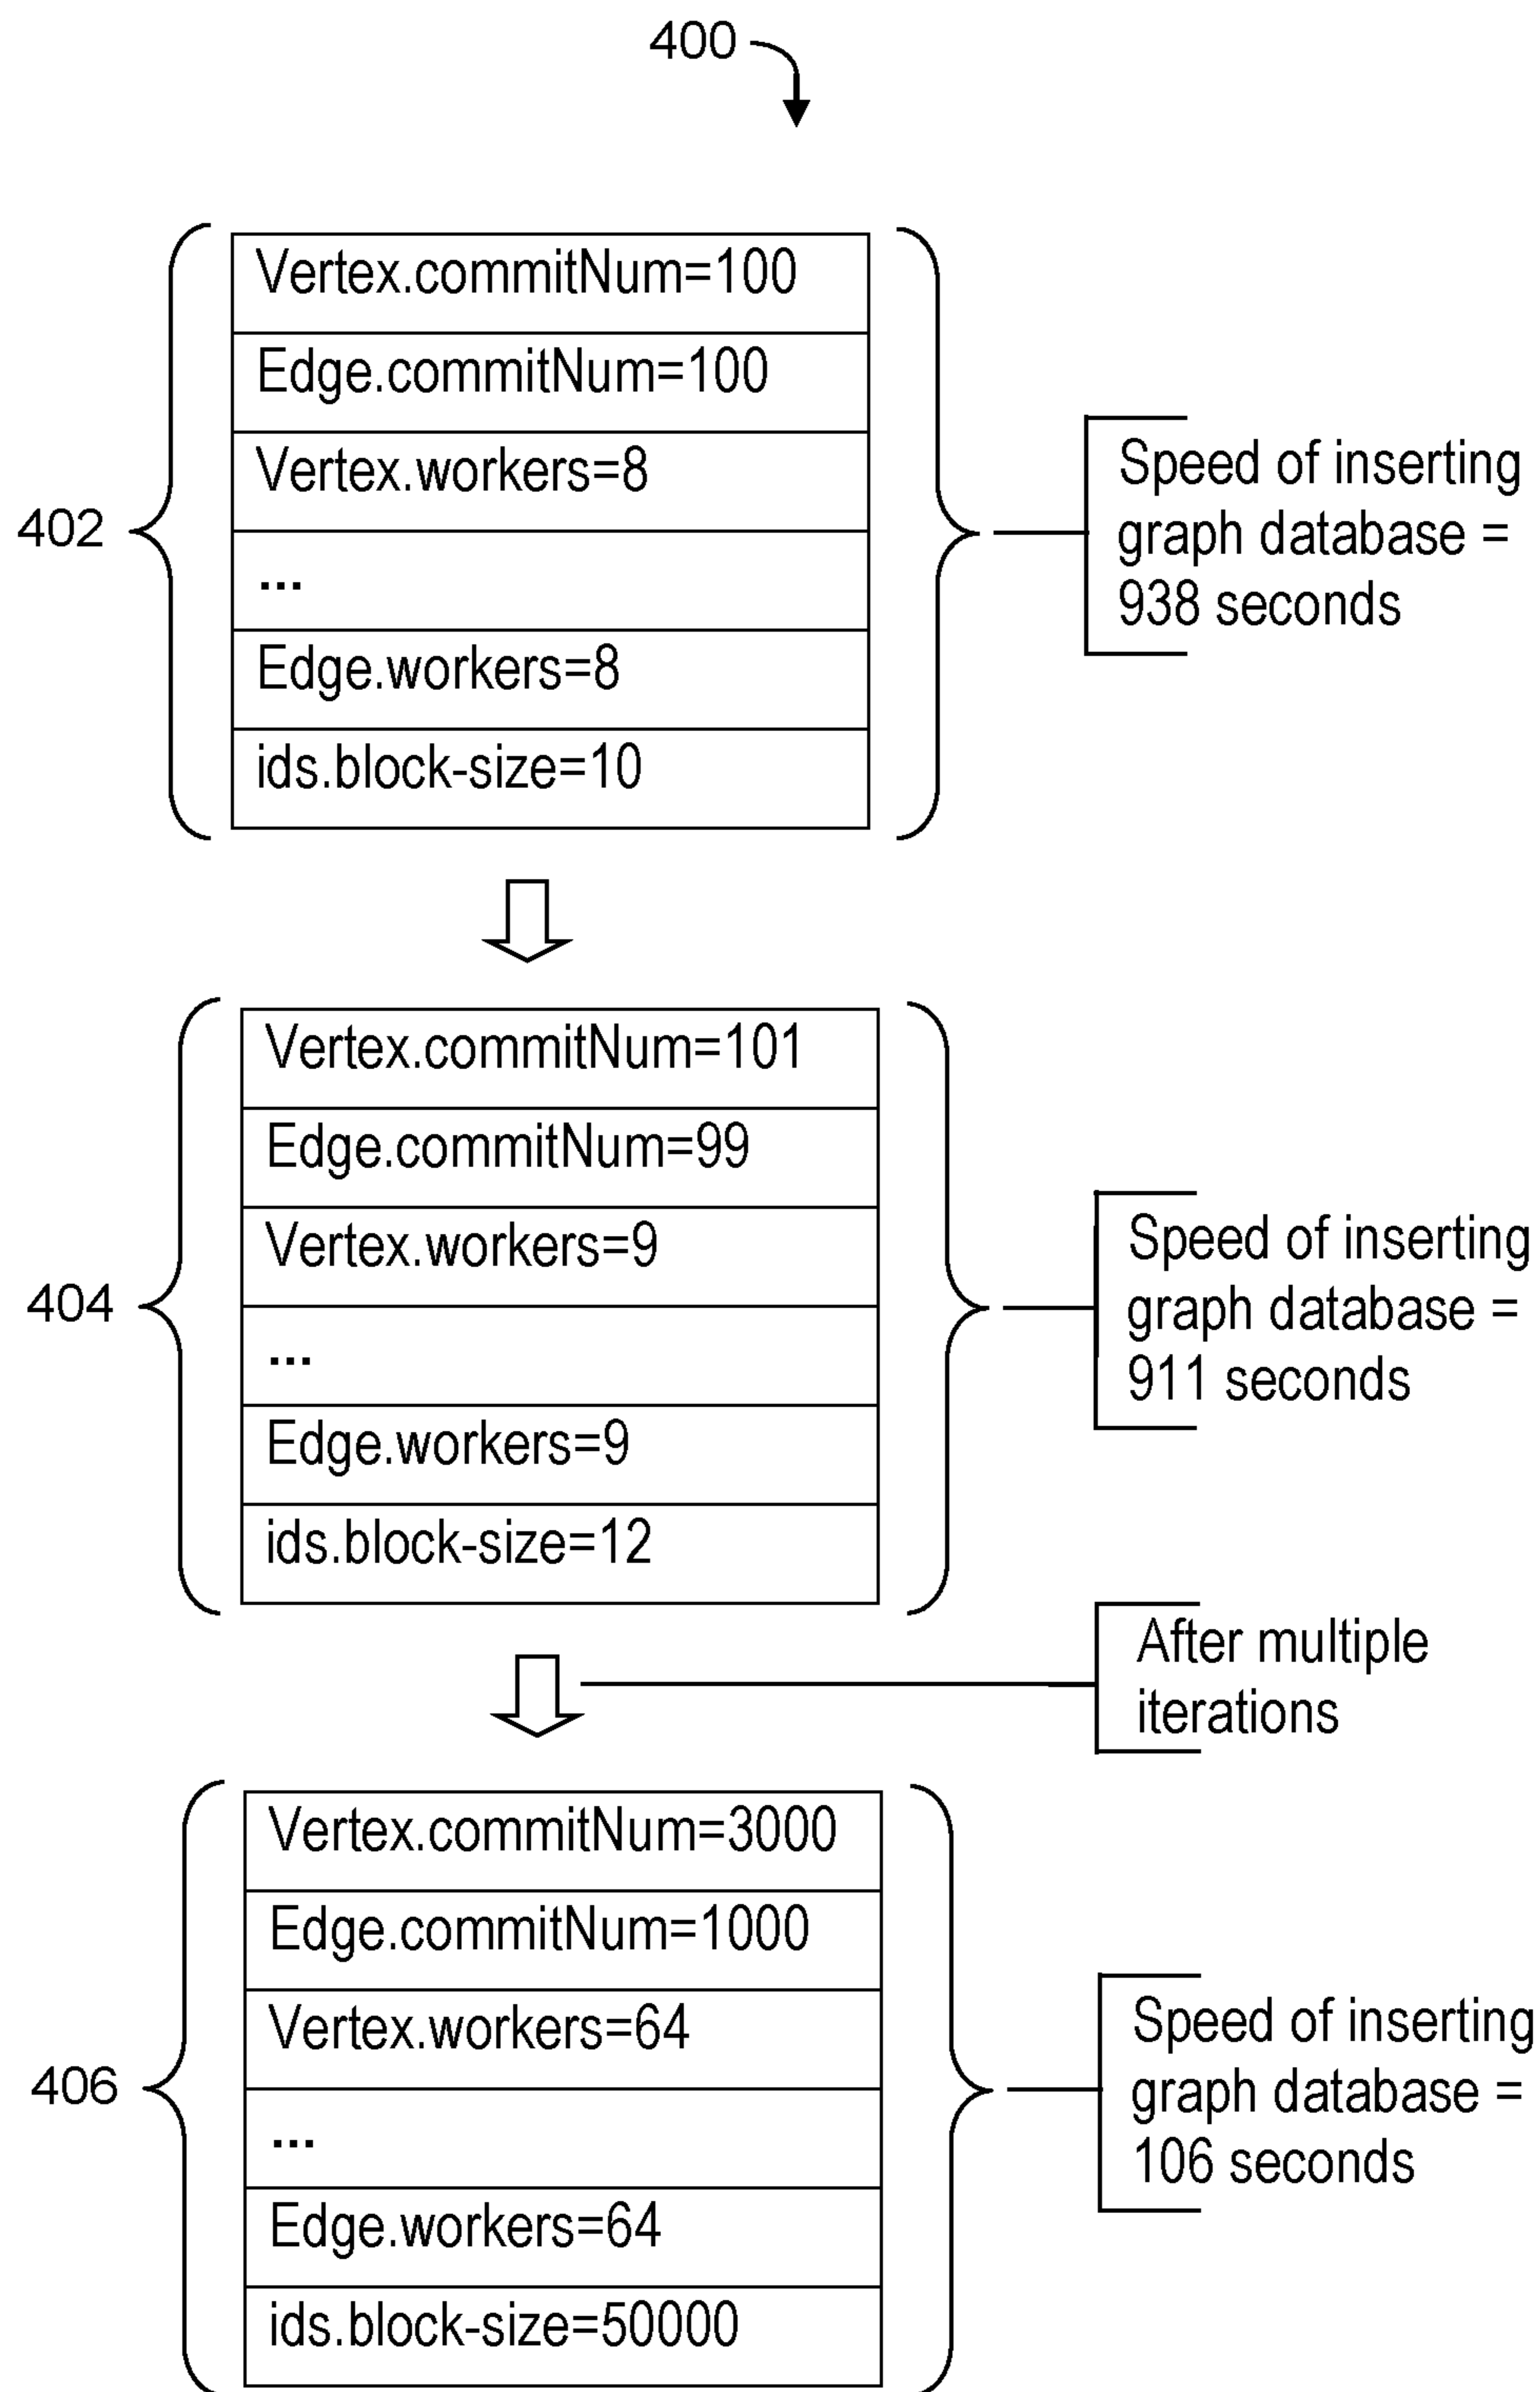 400
402
Vertex.commitNum=100
Edge.commitNum=100
Vertex.workers=8
...
Edge.workers=8
ids.block-size=10
Speed of inserting
graph database =
938 seconds
404
Vertex.commitNum=101
Edge.commitNum=99
Vertex.workers=9
...
Edge.workers=9
ids.block-size=12
Speed of inserting
graph database =
911 seconds
After multiple
iterations
406
Vertex.commitNum=3000
Edge.commitNum=1000
Vertex.workers=64
...
Edge.workers=64
ids.block-size=50000
Speed of inserting
graph database =
106 seconds